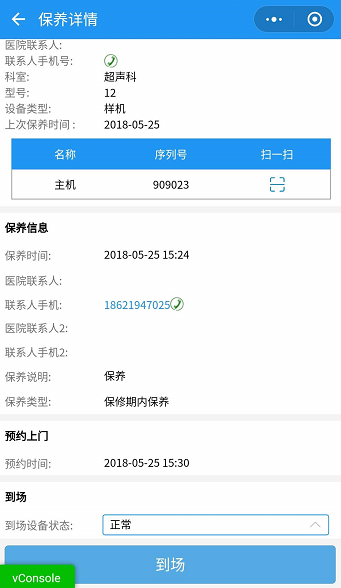 保养详情
医院联系人:
联系人手机号:
科室: 超声科
型号: 12
设备类型: 样机
上次保养时间: 2018-05-25
名称 序列号 扫一扫
主机 909023
保养信息
保养时间: 2018-05-25 15:24
医院联系人:
联系人手机: 18621947025
医院联系人2:
联系人手机2:
保养说明: 保养
保养类型: 保修期内保养
预约上门
预约时间: 2018-05-25 15:30
到场
到场设备状态: 正常
到场
vConsole